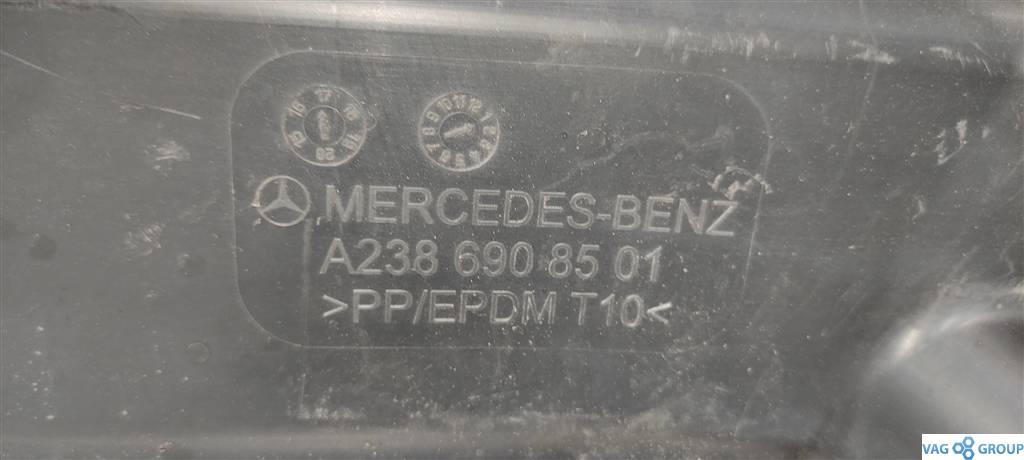 MERCEDES-BENZ
A238 690 85 01
>PP/EPDM T10<
VAG GROUP